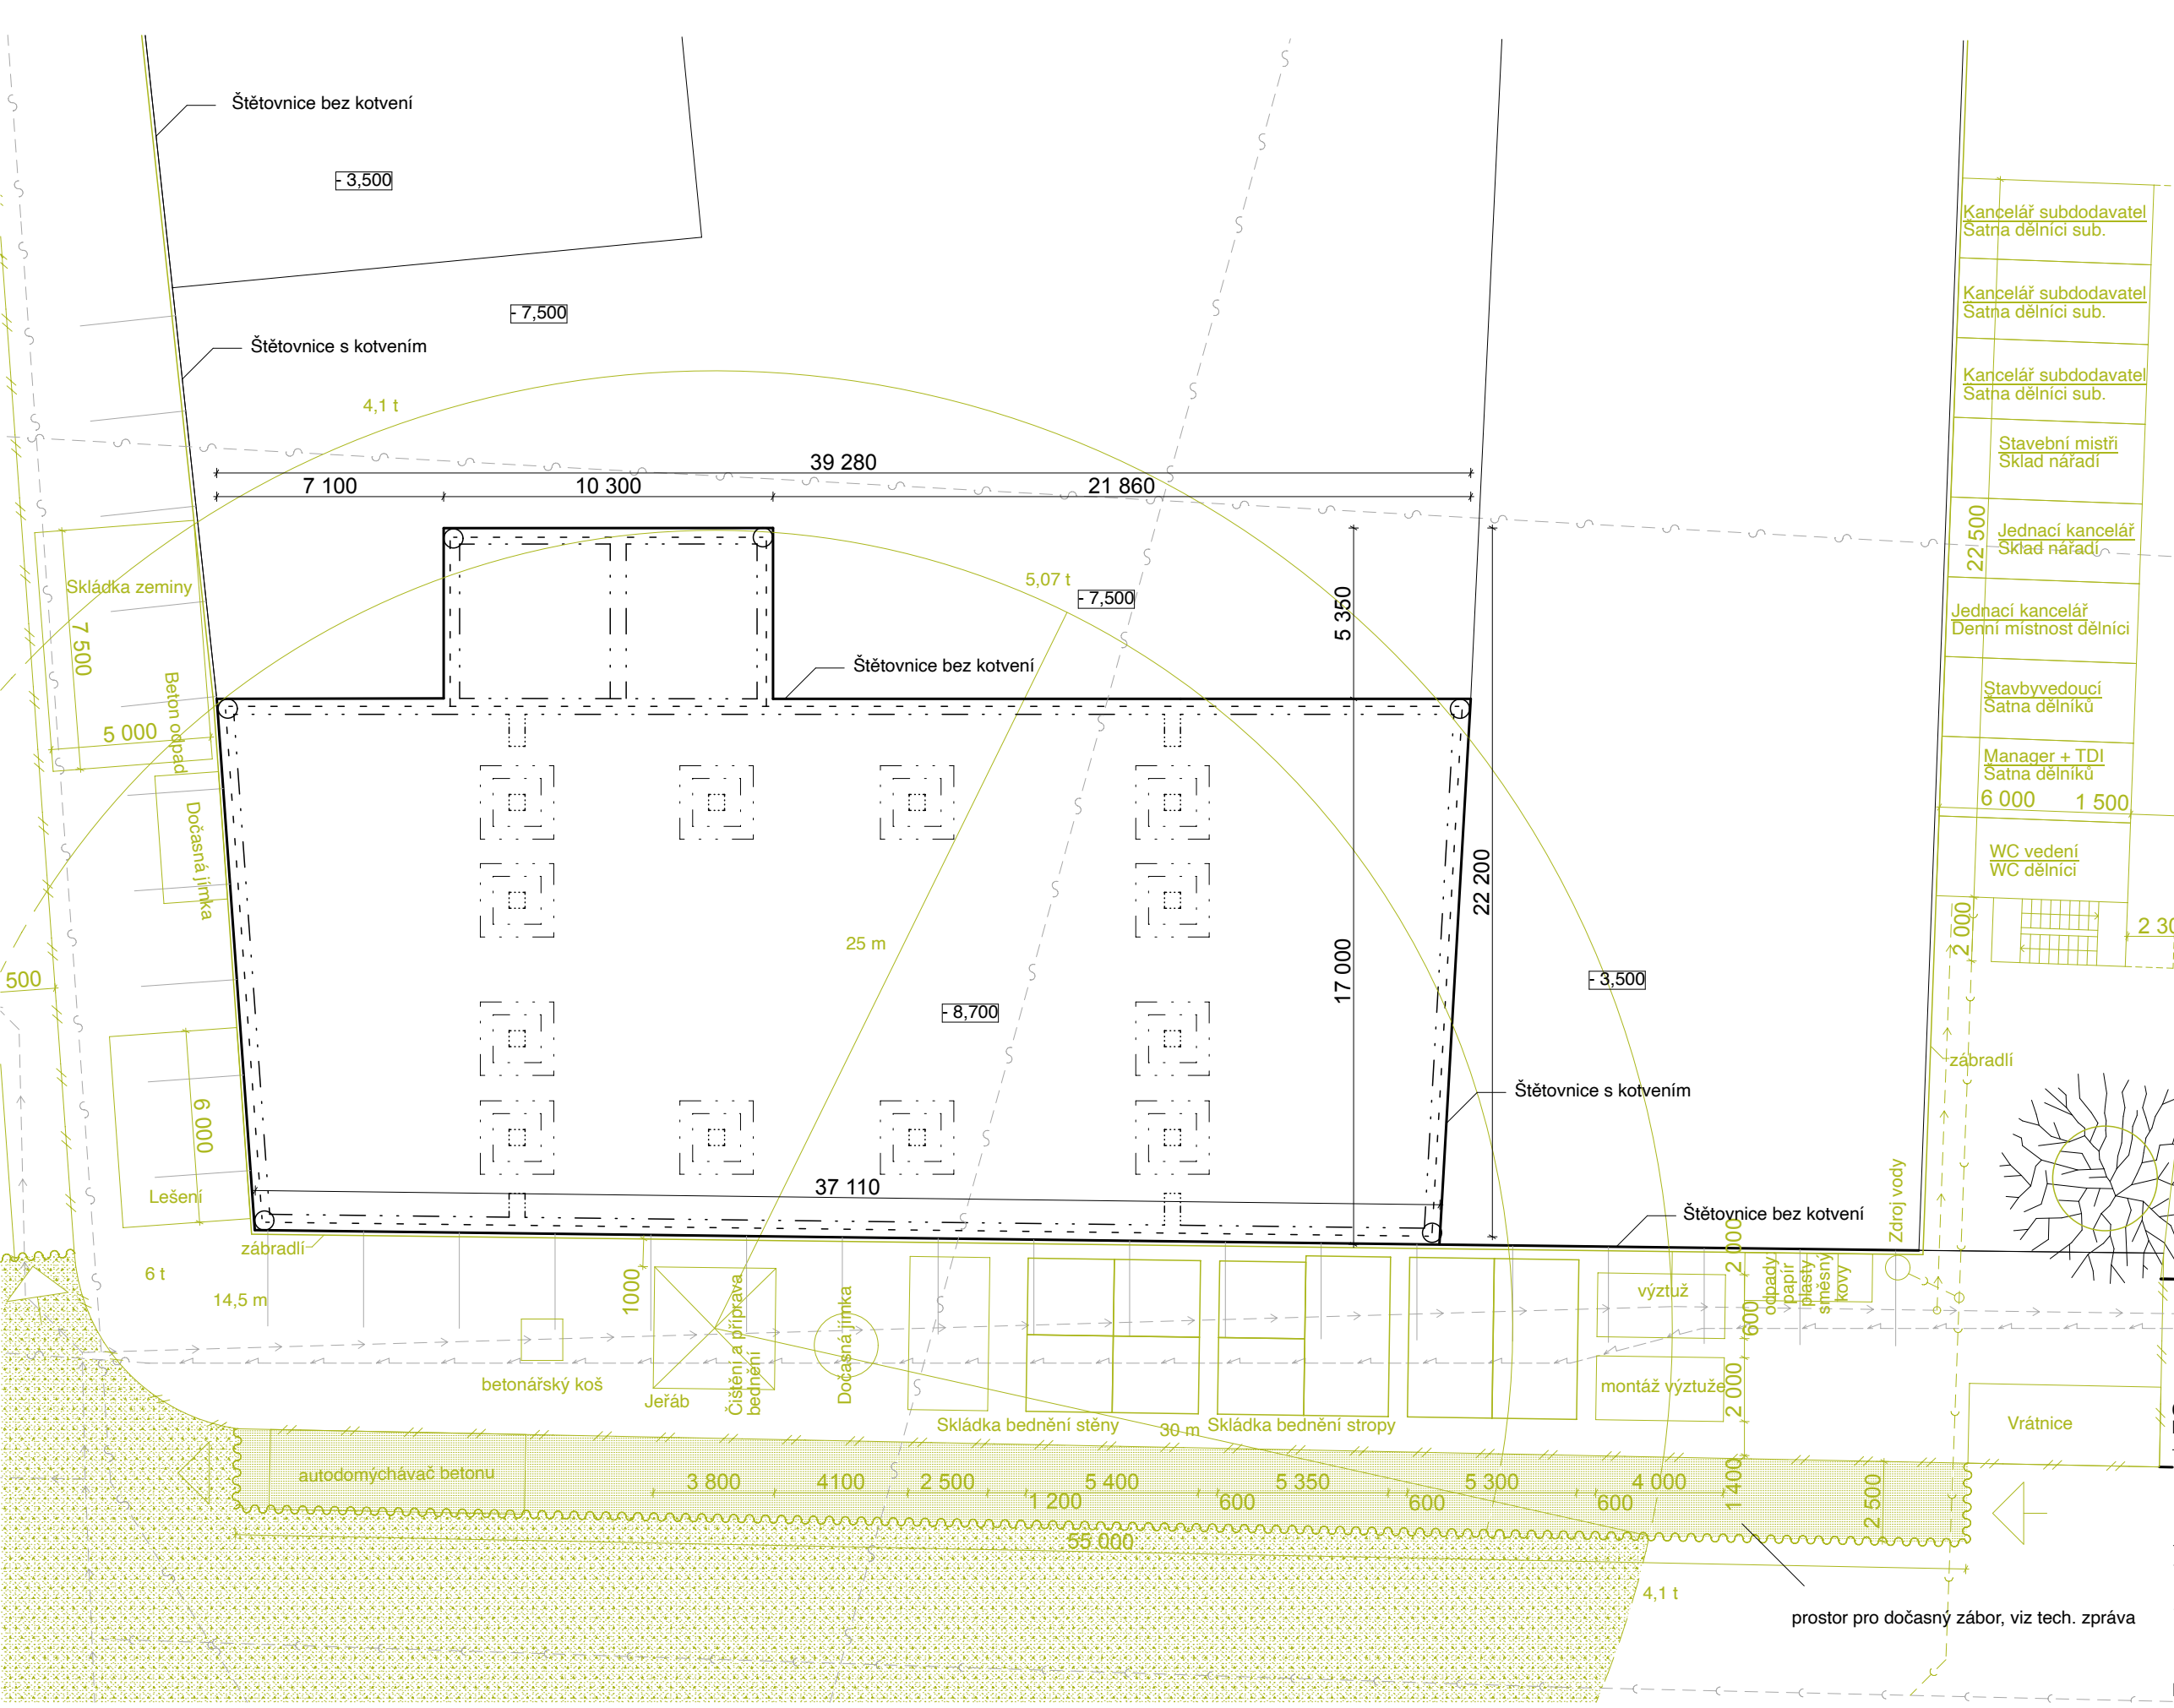 Štětovnice bez kotvení
- 3,500
- 7,500
Štětovnice s kotvením
4,1 t
39 280
7 100
10 300
21 860
Skládka zeminy
7 500
5 000
Beton odpad
Dočasná jímka
500
6 000
Lešení
zábradlí
6 t
14,5 m
5,07 t
- 7,500
Štětovnice bez kotvení
5 350
22 200
17 000
25 m
- 8,700
- 3,500
Štětovnice s kotvením
37 110
Štětovnice bez kotvení
Kancelář subdodavatel
Šatna dělníci sub.
Kancelář subdodavatel
Šatna dělníci sub.
Kancelář subdodavatel
Šatna dělníci sub.
Stavební mistři
Sklad nářadí
22 500
Jednací kancelář
Sklad nářadí
Jednací kancelář
Denní místnost dělníci
Stavbyvedoucí
Šatna dělníků
Manager + TDI
Šatna dělníků
6 000
1 500
WC vedení
WC dělníci
2 000
2 30
zábradlí
Zdroj vody
1000
betonářský koš
Jeřáb
Čištění a příprava
bednění
Dočasná jímka
Skládka bednění stěny
30 m
Skládka bednění stropy
výztuž
montáž výztuže
2 000
600
2 000
1 400
odpady
papír
plasty
směsný
kovy
Vrátnice
autodomýchávač betonu
3 800
4100
2 500
1 200
5 400
600
5 350
600
5 300
600
4 000
2 500
55 000
4,1 t
prostor pro dočasný zábor, viz tech. zpráva